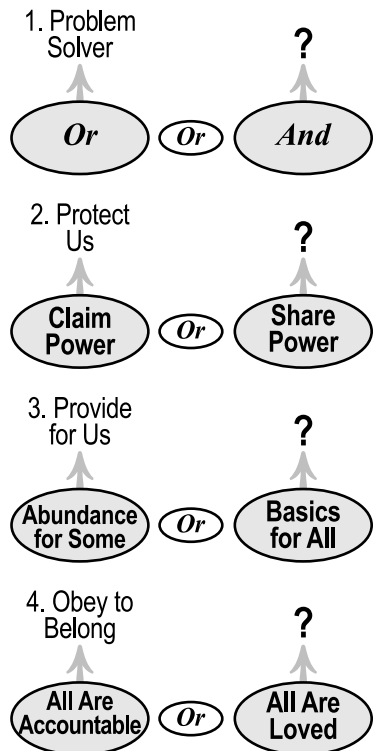 1. Problem
Solver
?
Or Or And
2. Protect
Us
?
Claim
Power
Or
Share
Power
3. Provide
for Us
?
Abundance
for Some
Or
Basics
for All
4. Obey to
Belong
?
All Are
Accountable
Or
All Are
Loved